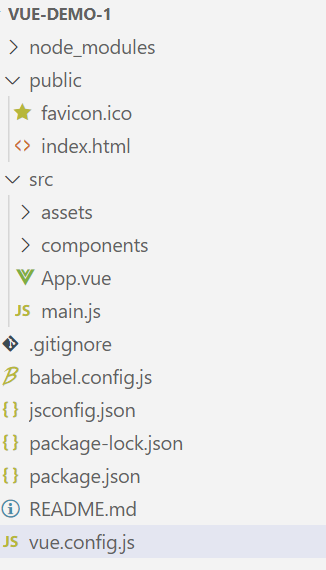 VUE-DEMO-1
node_modules
public
favicon.ico
<> index.html
src
assets
components
App.vue
JS main.js
.gitignore
babel.config.js
{} jsconfig.json
{} package-lock.json
{} package.json
README.md
JS vue.config.js